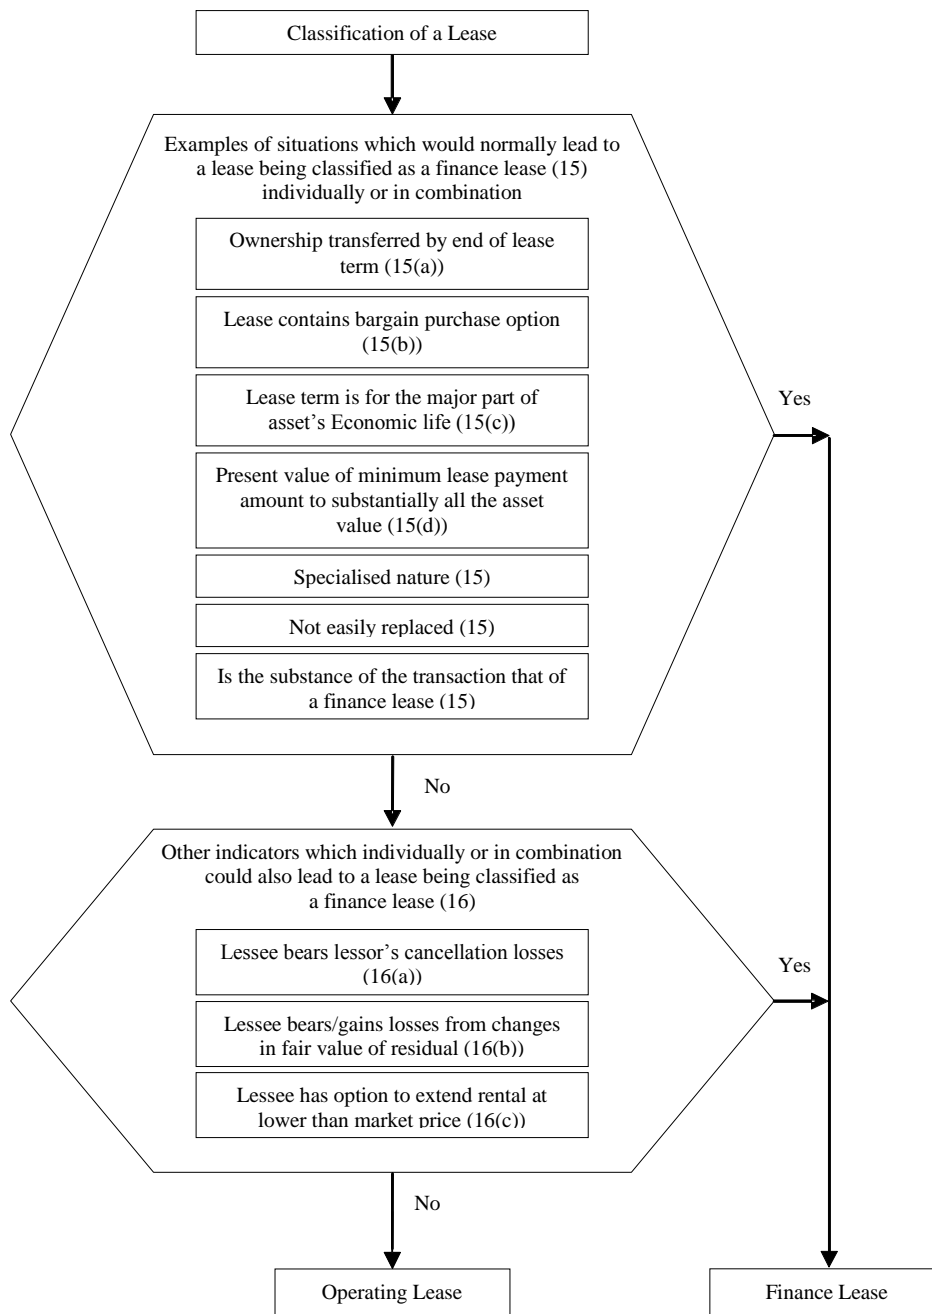 Classification of a Lease
Examples of situations which would normally lead to
a lease being classified as a finance lease (15)
individually or in combination
Ownership transferred by end of lease
term (15(a))
Lease contains bargain purchase option
(15(b))
Lease term is for the major part of
asset's Economic life (15(c))
Yes
Present value of minimum lease payment
amount to substantially all the asset
value (15(d))
Specialised nature (15)
Not easily replaced (15)
Is the substance of the transaction that of
a finance lease (15)
No
Other indicators which individually or in combination
could also lead to a lease being classified as
a finance lease (16)
Lessee bears lessor's cancellation losses
(16(a))
Yes
Lessee bears/gains losses from changes
in fair value of residual (16(b))
Lessee has option to extend rental at
lower than market price (16(c))
No
Operating Lease
Finance Lease